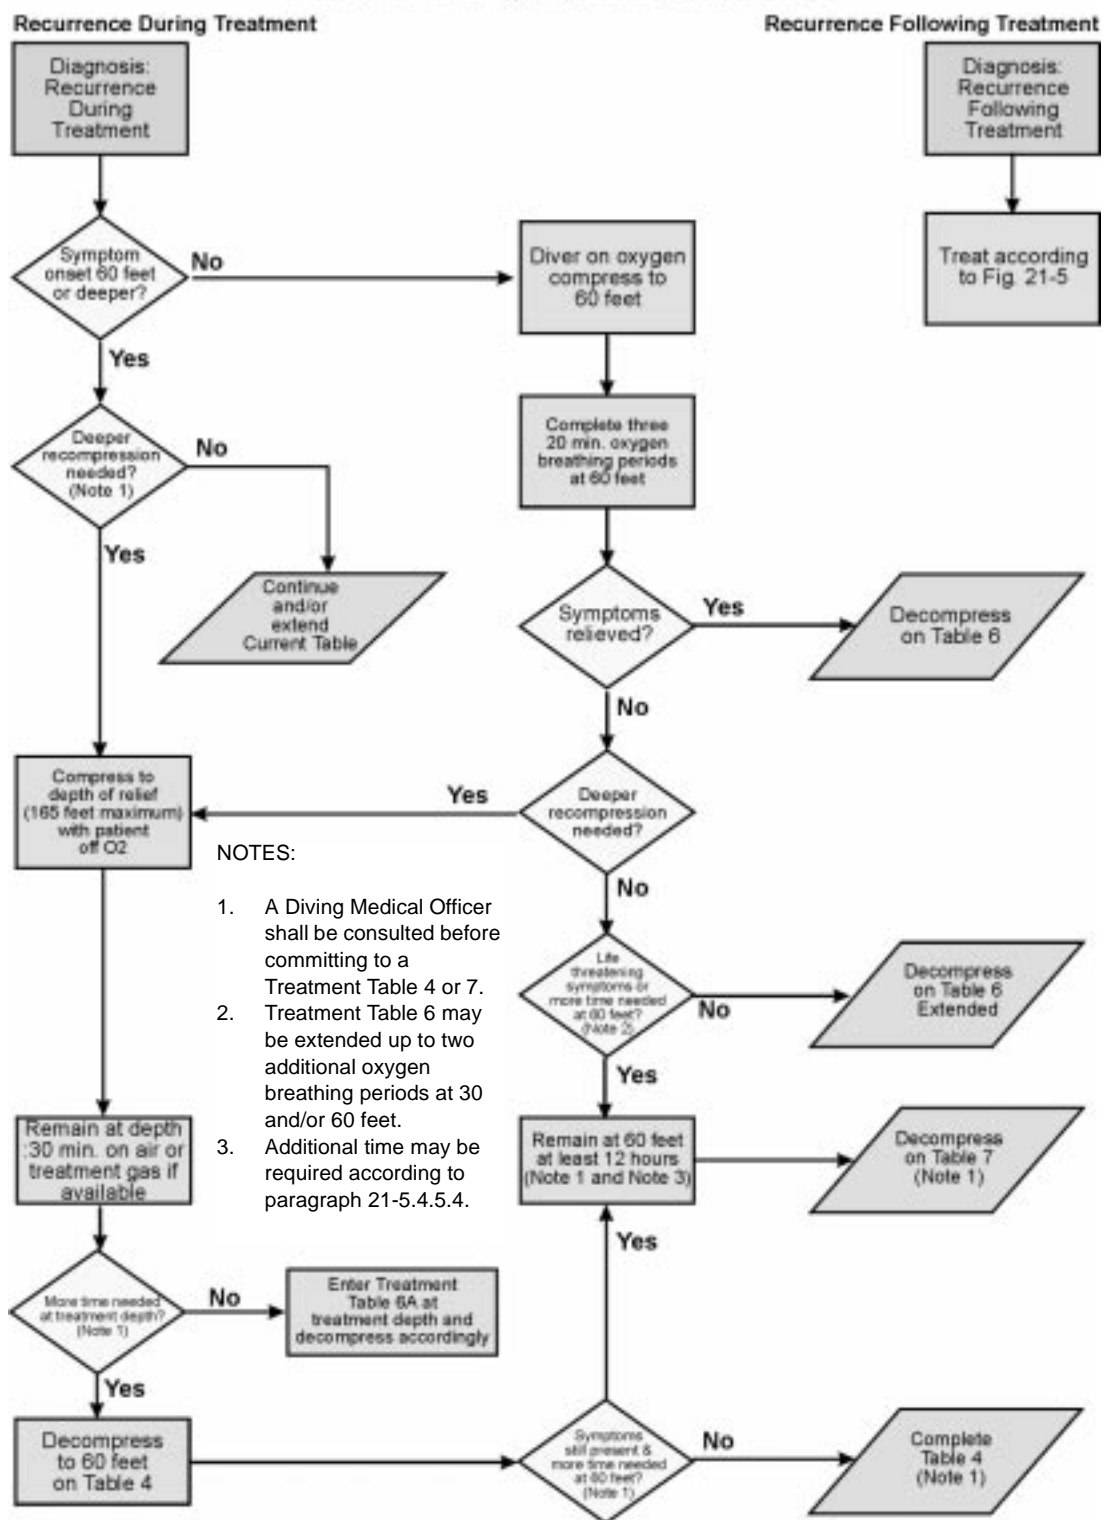 Recurrence During Treatment
Recurrence Following Treatment
Diagnosis:
Recurrence
During
Treatment
Diagnosis:
Recurrence
Following
Treatment
Symptom
onset 60 feet
or deeper?
No
Diver on oxygen
compress to
60 feet
Treat according
to Fig. 21-5
Yes
Deeper
recompression
needed?
(Note 1)
No
Complete three
20 min. oxygen
breathing periods
at 60 feet
Yes
Continue
and/or
extend
Current Table
Symptoms
relieved?
Yes
Decompress
on Table 6
No
Compress to
depth of relief
(165 feet maximum)
with patient
off O2
Yes
Deeper
recompression
needed?
No
NOTES:
1. A Diving Medical Officer
shall be consulted before
committing to a
Treatment Table 4 or 7.
2. Treatment Table 6 may
be extended up to two
additional oxygen
breathing periods at 30
and/or 60 feet.
3. Additional time may be
required according to
paragraph 21-5.4.5.4.
Life
threatening
symptoms or
more time needed
at 60 feet?
(Note 2)
No
Decompress
on Table 6
Extended
Yes
Remain at depth
:30 min. on air or
treatment gas if
available
Remain at 60 feet
at least 12 hours
(Note 1 and Note 3)
Decompress
on Table 7
(Note 1)
Yes
More time needed
at treatment depth?
(Note 1)
No
Enter Treatment
Table 6A at
treatment depth and
decompress accordingly
Yes
Decompress
to 60 feet
on Table 4
Symptoms
still present &
more time needed
at 60 feet?
(Note 1)
No
Complete
Table 4
(Note 1)